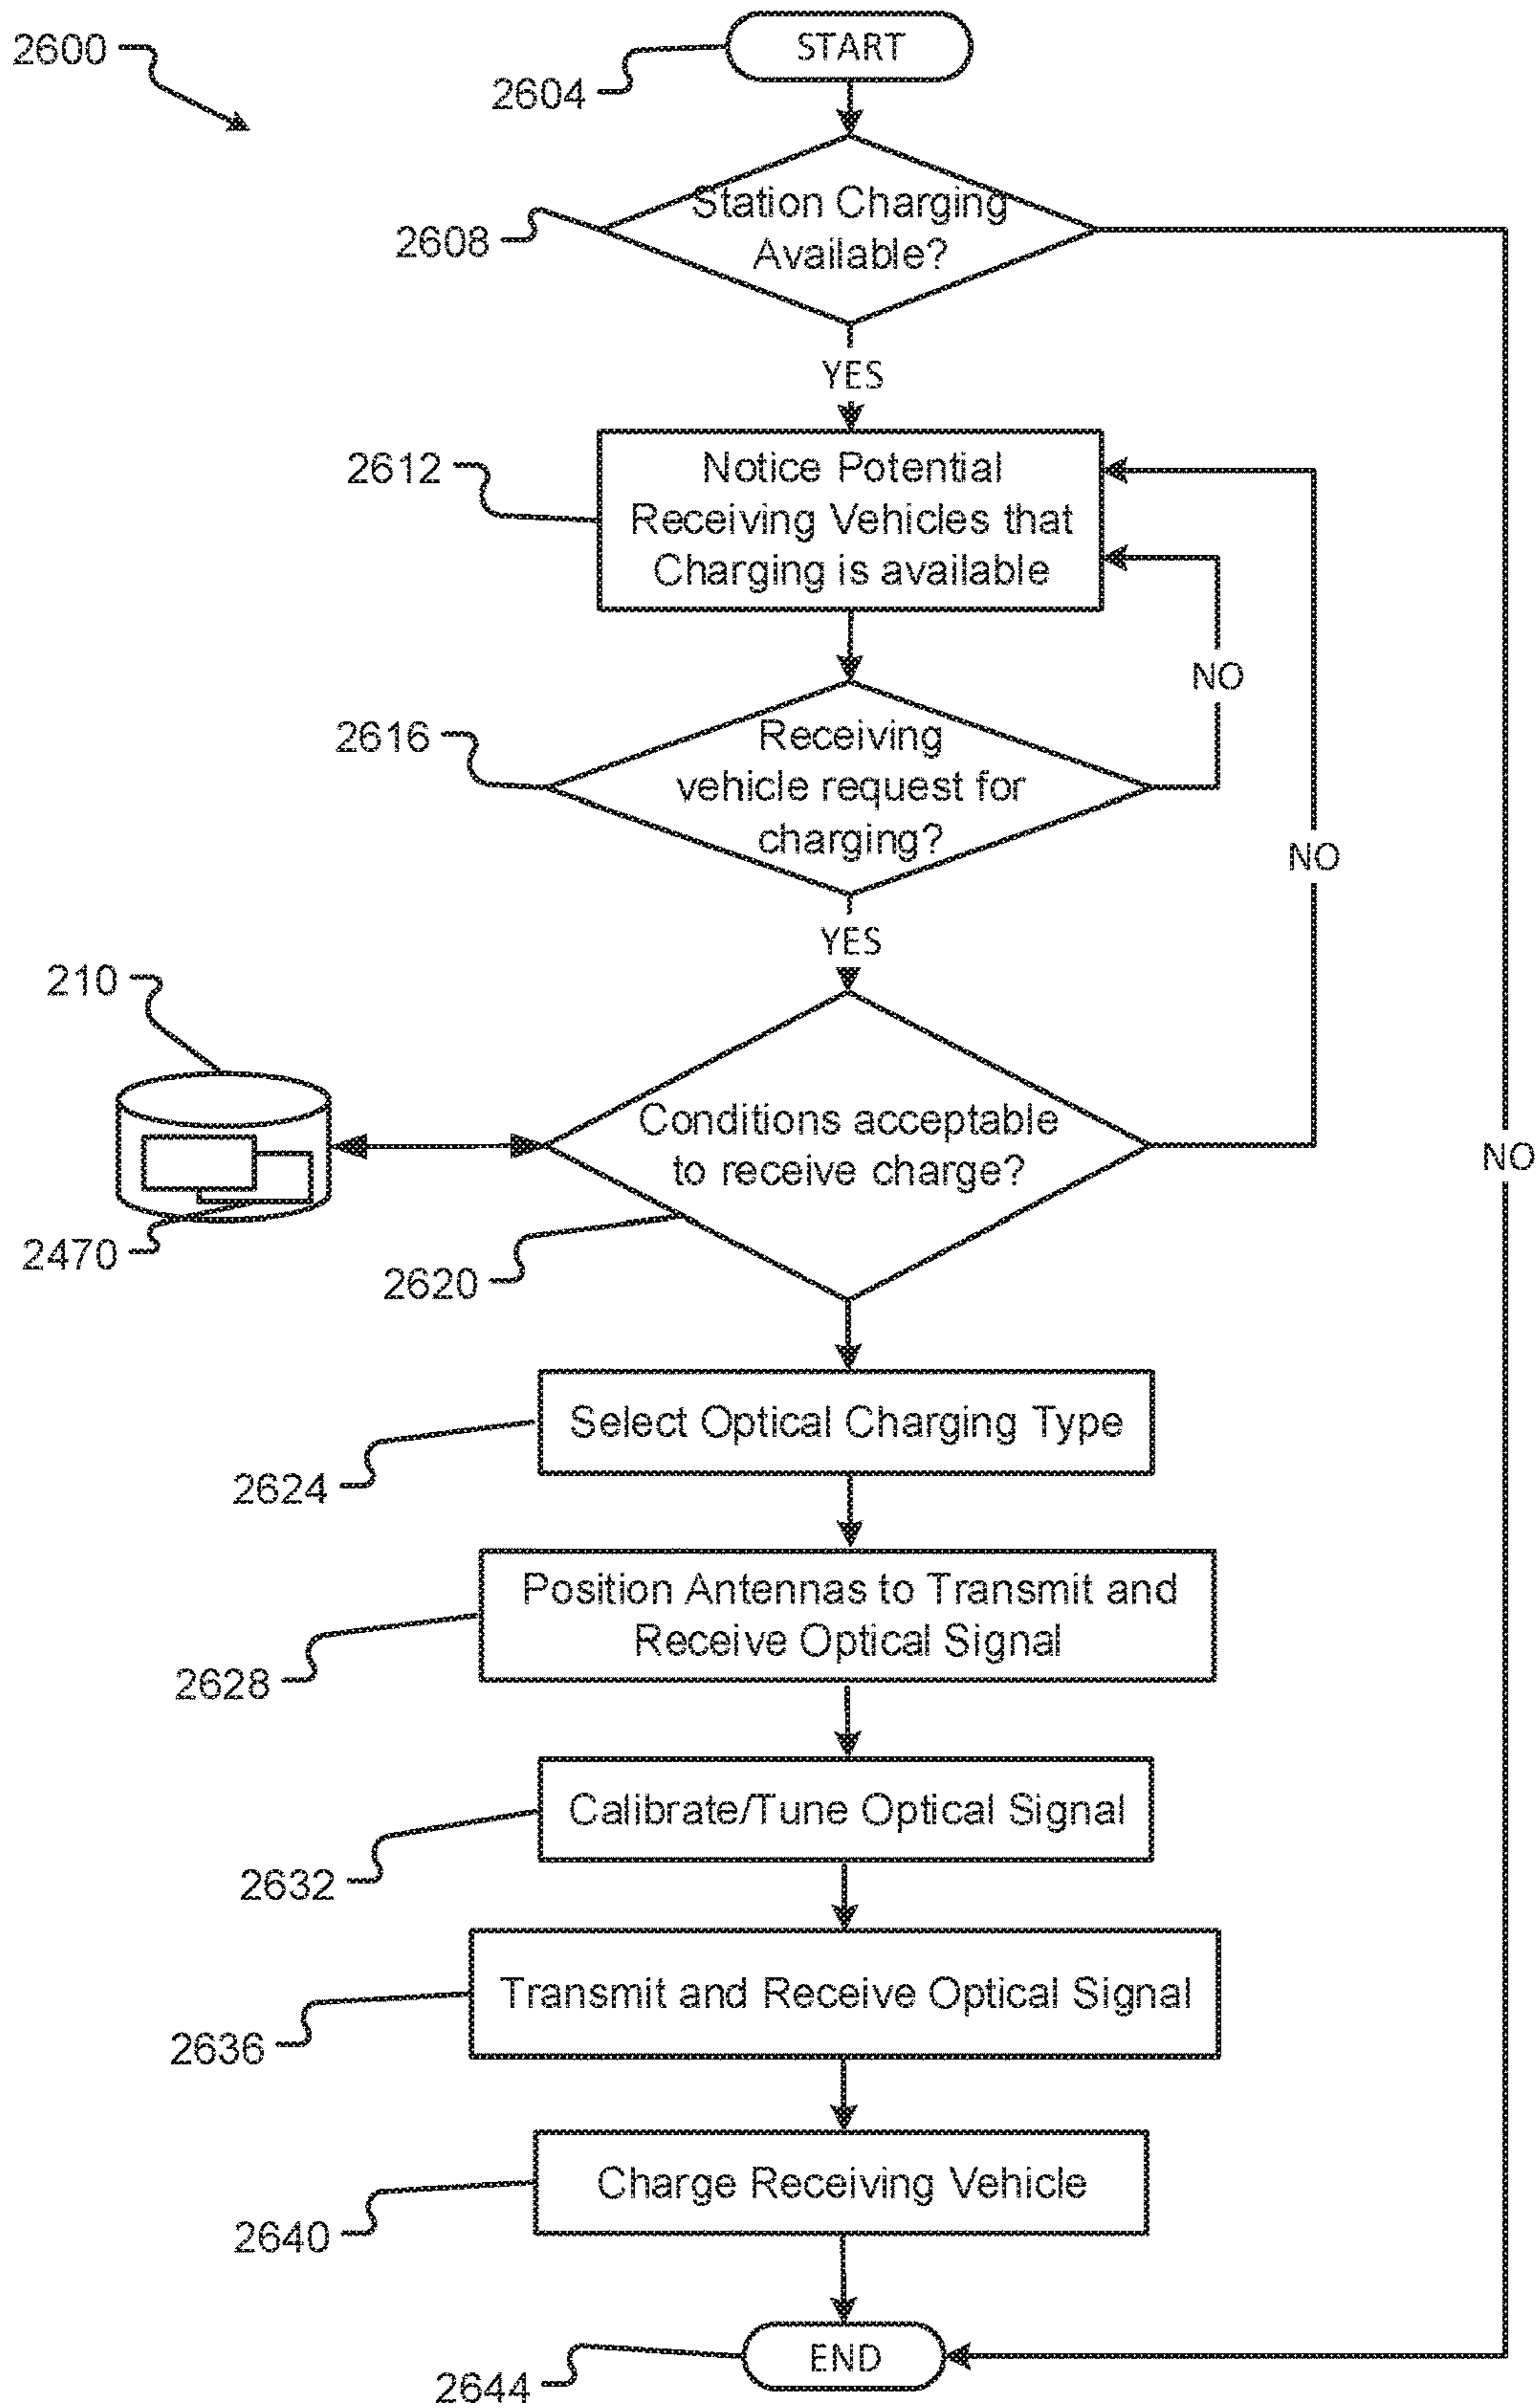 2600
START
2604
Station Charging
Available?
2608
YES
Notice Potential
Receiving Vehicles that
Charging is available
2612
NO
Receiving
vehicle request for
charging?
2616
NO
YES
210
Conditions acceptable
to receive charge?
NO
2470
2620
Select Optical Charging Type
2624
Position Antennas to Transmit and
Receive Optical Signal
2628
Calibrate/Tune Optical Signal
2632
Transmit and Receive Optical Signal
2636
Charge Receiving Vehicle
2640
END
2644